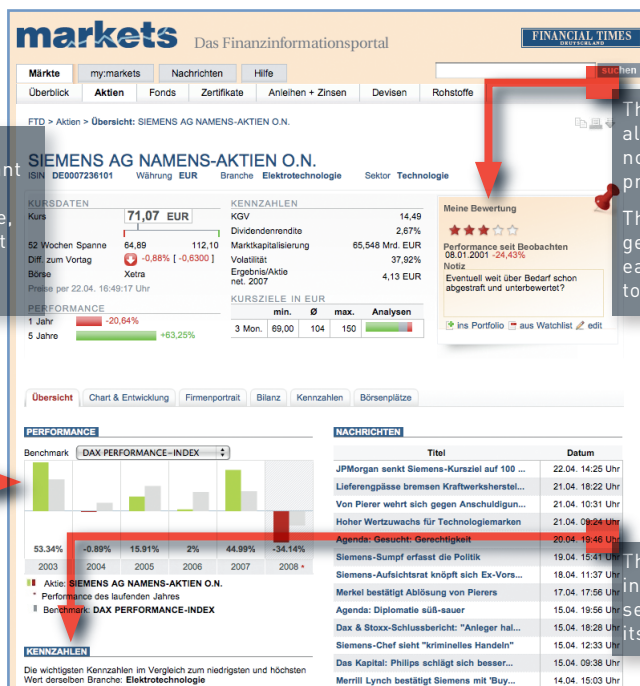 markets Das Finanzinformationsportal
FINANCIAL TIMES
DEUTSCHLAND
Märkte my:markets Nachrichten Hilfe
suchen
Überblick Aktien Fonds Zertifikate Anleihen + Zinsen Devisen Rohstoffe
FTD > Aktien > Übersicht: SIEMENS AG NAMENS-AKTIEN O.N.
SIEMENS AG NAMENS-AKTIEN O.N.
ISIN DE0007236101 Währung EUR Branche Elektrotechnologie Sektor Technologie
KURSDATEN
Kurs 71,07 EUR
52 Wochen Spanne 64,89 112,10
Diff. zum Vortag -0,88% [ -0,6300 ]
Börse Xetra
Preise per 22.04. 16:49:17 Uhr
PERFORMANCE
1 Jahr -20,64%
5 Jahre +63,25%
KENNZAHLEN
KGV 14,49
Dividendenrendite 2,67%
Marktkapitalisierung 65,548 Mrd. EUR
Volatilität 37,92%
Ergebnis/Aktie
net. 2007 4,13 EUR
KURSZIELE IN EUR
min. Ø max. Analysen
3 Mon. 69,00 104 150
Meine Bewertung
Performance seit Beobachten
08.01.2001 -24,43%
Notiz
Eventuell weit über Bedarf schon
abgestraft und unterbewertet?
ins Portfolio aus Watchlist edit
Übersicht Chart & Entwicklung Firmenportrait Bilanz Kennzahlen Börsenplätze
PERFORMANCE
Benchmark DAX PERFORMANCE-INDEX
53.34% -0.89% 15.91% 2% 44.99% -34.14%
2003 2004 2005 2006 2007 2008 *
Aktie: SIEMENS AG NAMENS-AKTIEN O.N.
* Performance des laufenden Jahres
Benchmark: DAX PERFORMANCE-INDEX
KENNZAHLEN
Die wichtigsten Kennzahlen im Vergleich zum niedrigsten und höchsten
Wert derselben Branche: Elektrotechnologie
NACHRICHTEN
Titel Datum
JPMorgan senkt Siemens-Kursziel auf 100 ... 22.04. 14:25 Uhr
Lieferengpässe bremsen Kraftwerksherstel... 21.04. 18:22 Uhr
Von Pierer wehrt sich gegen Anschuldigun... 21.04. 10:31 Uhr
Hoher Wertzuwachs für Technologiemarken 21.04. 09:24 Uhr
Agenda: Gesucht: Gerechtigkeit 20.04. 19:46 Uhr
Siemens-Sumpf erfasst die Politik 19.04. 15:41 Uhr
Siemens-Aufsichtsrat knöpft sich Ex-Vors... 18.04. 11:37 Uhr
Merkel bestätigt Ablösung von Pierers 17.04. 17:56 Uhr
Agenda: Diplomatie süß-sauer 15.04. 19:56 Uhr
Dax & Stoxx-Schlussbericht: "Anleger hal... 15.04. 18:28 Uhr
Siemens-Chef sieht "kriminelles Handeln" 15.04. 12:33 Uhr
Das Kapital: Philips schlägt sich besser... 15.04. 09:38 Uhr
Merrill Lynch bestätigt Siemens mit 'Buy... 14.04. 15:03 Uhr